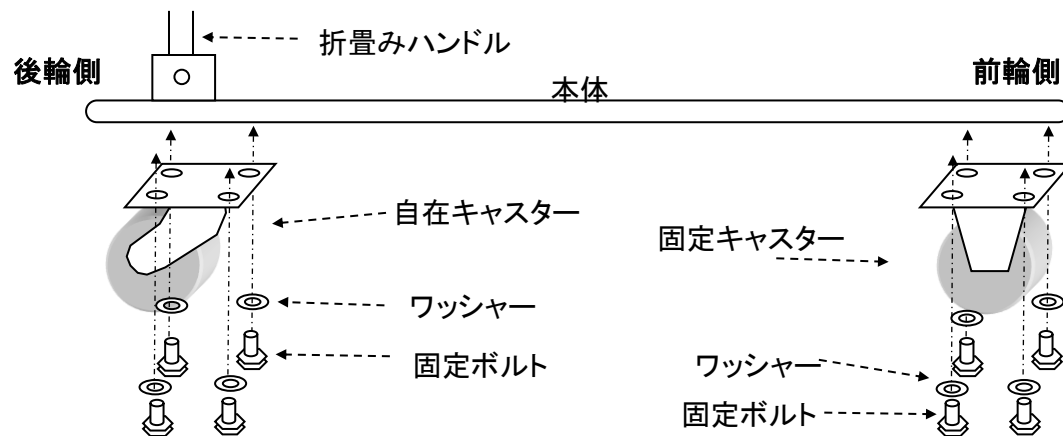 折畳みハンドル
後輪側
本体
前輪側
自在キャスター
固定キャスター
ワッシャー
固定ボルト
ワッシャー
固定ボルト